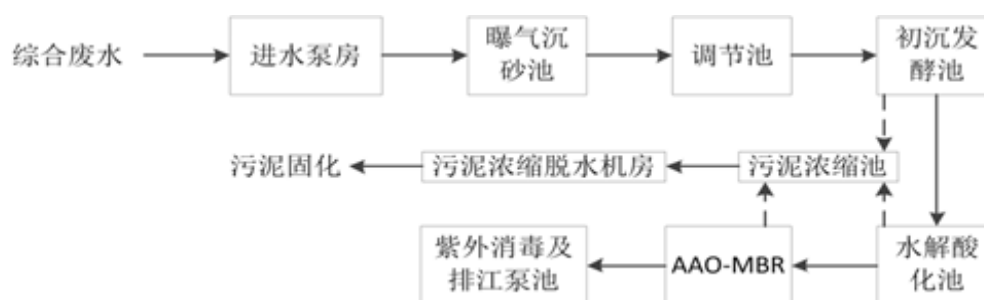 综合废水
进水泵房
曝气沉
砂池
调节池
初沉发
酵池
污泥固化
污泥浓缩脱水机房
污泥浓缩池
紫外消毒及
排江泵池
AAO-MBR
水解酸
化池